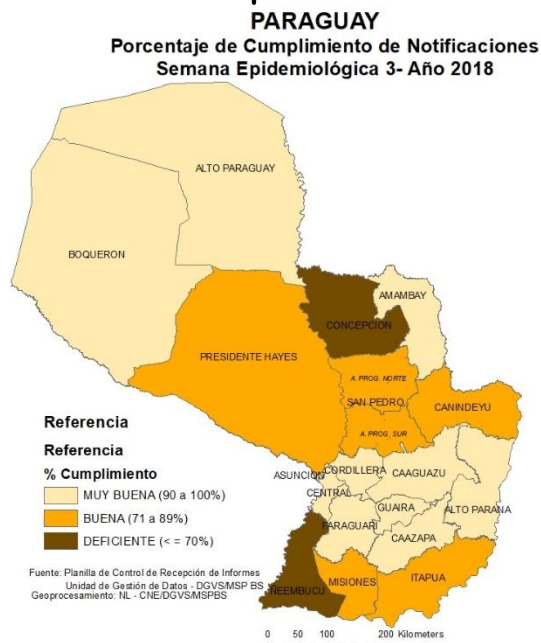 PARAGUAY
Porcentaje de Cumplimiento de Notificaciones
Semana Epidemiológica 3- Año 2018
ALTO PARAGUAY
BOQUERON
AMAMBAY
CONCEPCION
PRESIDENTE HAYES
A. PROG. NORTE
SAN PEDRO
CANINDEYU
A. PROG. SUR
Referencia
Referencia
% Cumplimiento
MUY BUENA (90 a 100%)
BUENA (71 a 89%)
DEFICIENTE (< = 70%)
ASUNCION
CORDILLERA
CAAGUAZU
CENTRAL
GUAIRA
ALTO PARANA
PARAGUARI
CAAZAPA
ITAPUA
MISIONES
NEEMBUCU
Fuente: Planilla de Control de Recepción de Informes
Unidad de Gestión de Datos - DGVS/MSP BS
Geoprocesamiento: NL - CNE/DGVS/MSPBS
0 50 100 200 Kilometers